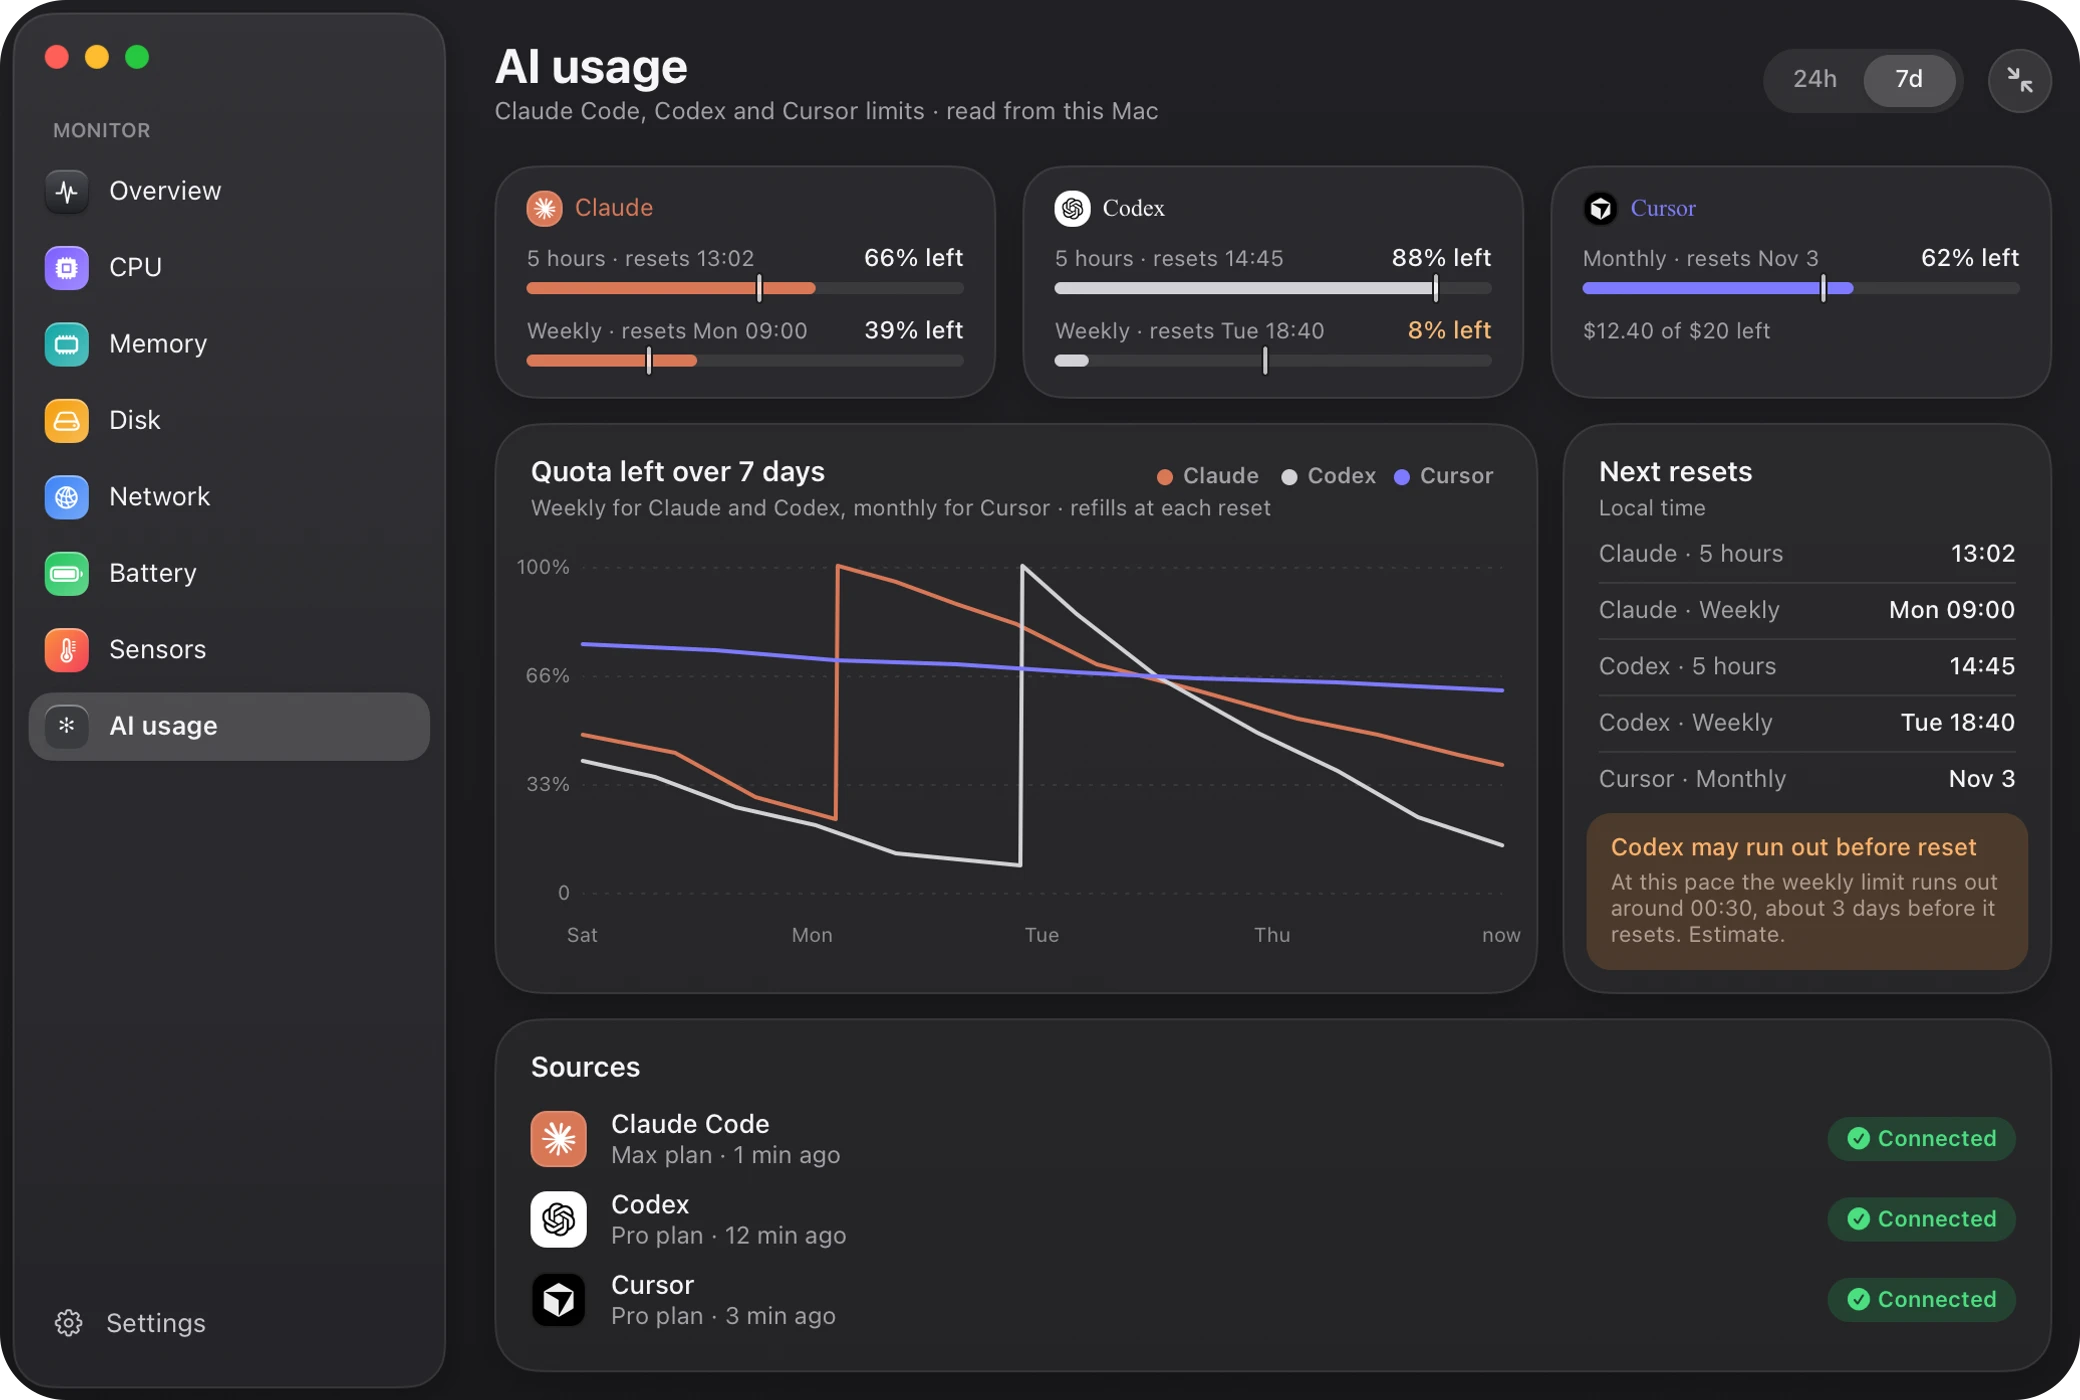 MONITOR
Overview
CPU
Memory
Disk
Network
Battery
Sensors
AI usage
Settings
AI usage
Claude Code, Codex and Cursor limits · read from this Mac
24h
7d
Claude
5 hours · resets 13:02 66% left
Weekly · resets Mon 09:00 39% left
Codex
5 hours · resets 14:45 88% left
Weekly · resets Tue 18:40 8% left
Cursor
Monthly · resets Nov 3 62% left
$12.40 of $20 left
Quota left over 7 days
Claude Codex Cursor
Weekly for Claude and Codex, monthly for Cursor · refills at each reset
100%
66%
33%
0
Sat Mon Tue Thu now
Next resets
Local time
Claude · 5 hours 13:02
Claude · Weekly Mon 09:00
Codex · 5 hours 14:45
Codex · Weekly Tue 18:40
Cursor · Monthly Nov 3
Codex may run out before reset
At this pace the weekly limit runs out
around 00:30, about 3 days before it
resets. Estimate.
Sources
Claude Code
Max plan · 1 min ago
Connected
Codex
Pro plan · 12 min ago
Connected
Cursor
Pro plan · 3 min ago
Connected